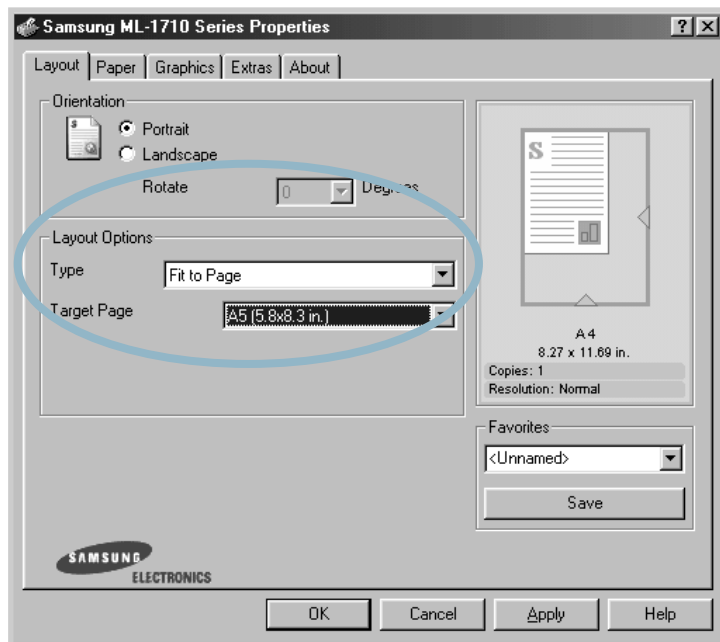 Samsung ML-1710 Series Properties
Layout Paper Graphics Extras About
Orientation
Portrait
Landscape
Rotate 0 Degrees
Layout Options
Type Fit to Page
Target Page A5 (5.8x8.3 in.)
S
S
A4
8.27 x 11.69 in.
Copies: 1
Resolution: Normal
Favorites
<Unnamed>
Save
SAMSUNG
ELECTRONICS
OK Cancel Apply Help